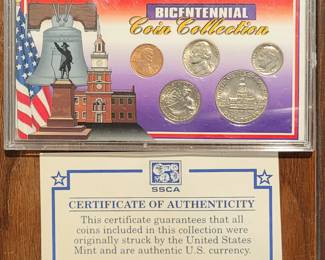 BICENTENNIAL
Coin Collection
SSCA
CERTIFICATE OF AUTHENTICITY
This certificate guarantees that all
coins included in this collection were
originally struck by the United States
Mint and are authentic U.S. currency.